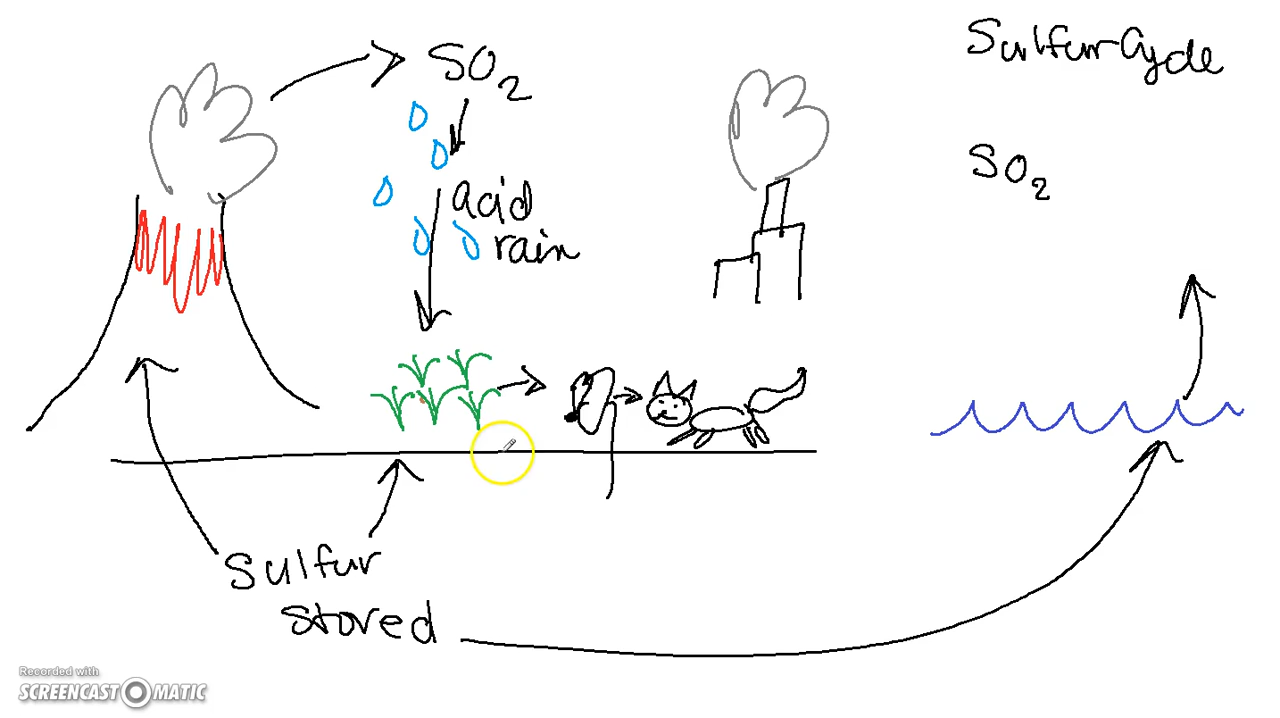 Sulfur Cycle
SO2
SO2
acid
rain
Sulfur
stored
Recorded with
SCREENCAST-O-MATIC